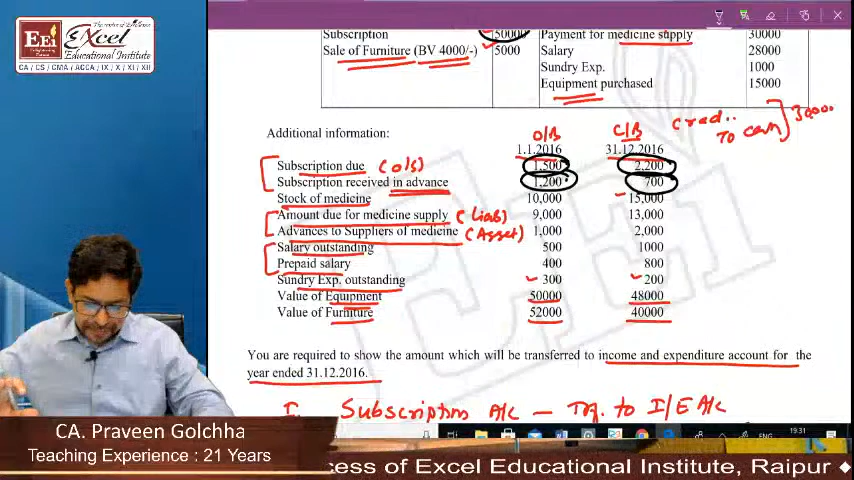 EEi
Excel
Educational Institute
CA / CS / CMA / ACCA / IX / X / XI / XII
Subscription 50000 Payment for medicine supply 30000
Sale of Furniture (BV 4000/-) 5000 Salary 28000
Sundry Exp. 1000
Equipment purchased 15000
Additional information: O/B C/B Cred.. To Cash 30000
1.1.2016 31.12.2016
Subscription due (O/S) 1,500 2,200
Subscription received in advance 1,200 700
Stock of medicine 10,000 15,000
Amount due for medicine supply (Liab) 9,000 13,000
Advances to Suppliers of medicine (Asset) 1,000 2,000
Salary outstanding 500 1000
Prepaid salary 400 800
Sundry Exp. outstanding 300 200
Value of Equipment 50000 48000
Value of Furniture 52000 40000
You are required to show the amount which will be transferred to income and expenditure account for the
year ended 31.12.2016.
I. Subscription A/c — Trf. to I/E A/c
19.31
ENG
CA. Praveen Golchha
Teaching Experience : 21 Years
cess of Excel Educational Institute, Raipur